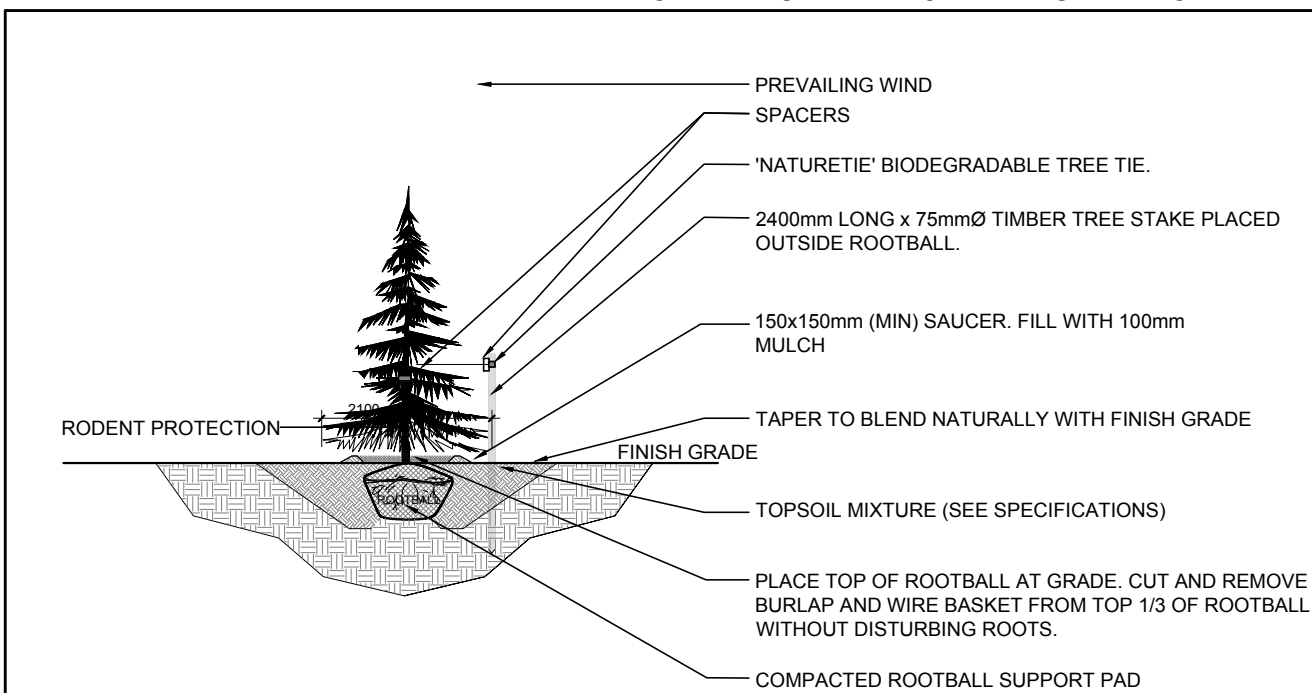 PREVAILING WIND
SPACERS
'NATURETIE' BIODEGRADABLE TREE TIE.
2400mm LONG x 75mmØ TIMBER TREE STAKE PLACED
OUTSIDE ROOTBALL.
150x150mm (MIN) SAUCER. FILL WITH 100mm
MULCH
2100
RODENT PROTECTION
TAPER TO BLEND NATURALLY WITH FINISH GRADE
FINISH GRADE
ROOTBALL
TOPSOIL MIXTURE (SEE SPECIFICATIONS)
PLACE TOP OF ROOTBALL AT GRADE. CUT AND REMOVE
BURLAP AND WIRE BASKET FROM TOP 1/3 OF ROOTBALL
WITHOUT DISTURBING ROOTS.
COMPACTED ROOTBALL SUPPORT PAD